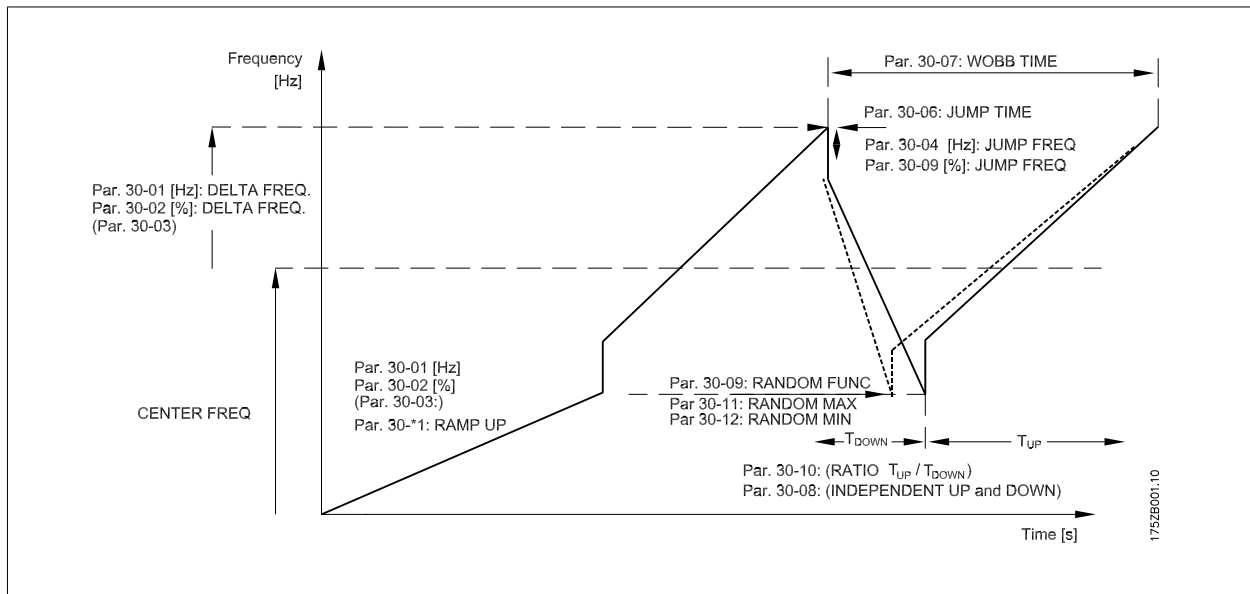 Frequency
[Hz]
Par. 30-07: WOBB TIME
Par. 30-06: JUMP TIME
Par. 30-04 [Hz]: JUMP FREQ
Par. 30-09 [%]: JUMP FREQ
Par. 30-01 [Hz]: DELTA FREQ.
Par. 30-02 [%]: DELTA FREQ.
(Par. 30-03)
Par. 30-01 [Hz]
Par. 30-02 [%]
(Par. 30-03:)
Par. 30-*1: RAMP UP
CENTER FREQ
Par. 30-09: RANDOM FUNC
Par 30-11: RANDOM MAX
Par 30-12: RANDOM MIN
TDOWN
TUP
Par. 30-10: (RATIO TUP / TDOWN)
Par. 30-08: (INDEPENDENT UP and DOWN)
Time [s]
175ZB001.10